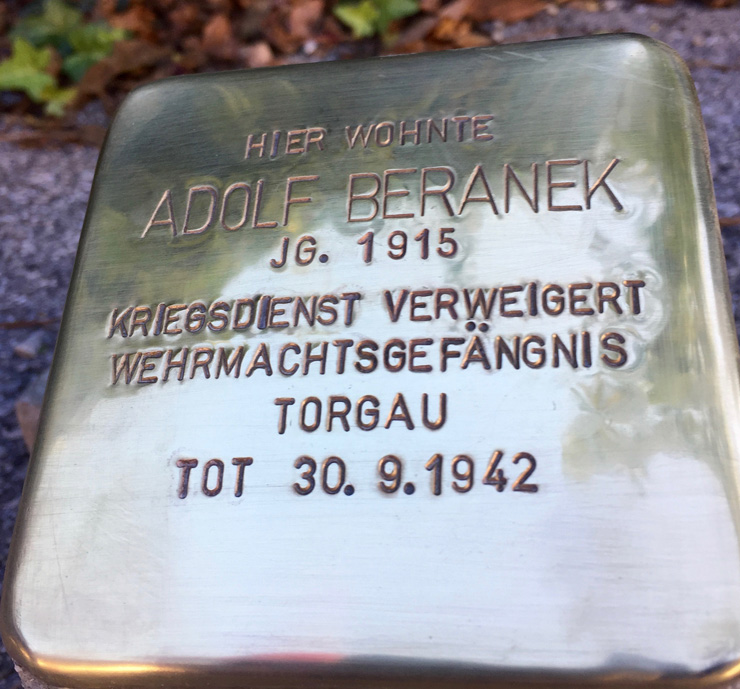 HIER WOHNTE
ADOLF BERANEK
JG. 1915
KRIEGSDIENST VERWEIGERT
WEHRMACHTSGEFÄNGNIS
TORGAU
TOT 30. 9. 1942